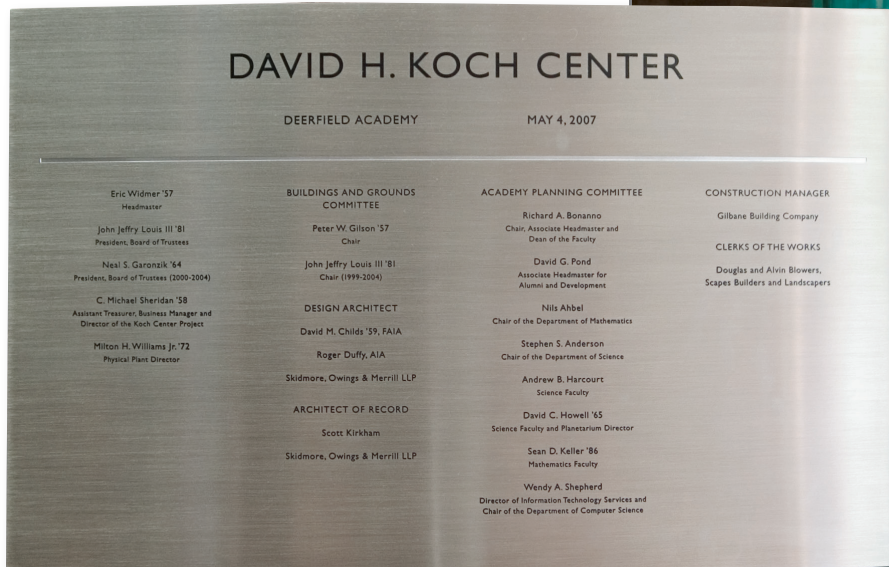 DAVID H. KOCH CENTER
DEERFIELD ACADEMY
MAY 4, 2007
Eric Widmer '57
Headmaster
John Jeffry Louis III '81
President, Board of Trustees
Neal S. Garonzik '64
President, Board of Trustees (2000-2004)
C. Michael Sheridan '58
Assistant Treasurer, Business Manager and
Director of the Koch Center Project
Milton H. Williams Jr. '72
Physical Plant Director
BUILDINGS AND GROUNDS
COMMITTEE
Peter W. Gilson '57
Chair
John Jeffry Louis III '81
Chair (1999-2004)
DESIGN ARCHITECT
David M. Childs '59, FAIA
Roger Duffy, AIA
Skidmore, Owings & Merrill LLP
ARCHITECT OF RECORD
Scott Kirkham
Skidmore, Owings & Merrill LLP
ACADEMY PLANNING COMMITTEE
Richard A. Bonanno
Chair, Associate Headmaster and
Dean of the Faculty
David G. Pond
Associate Headmaster for
Alumni and Development
Nils Ahbel
Chair of the Department of Mathematics
Stephen S. Anderson
Chair of the Department of Science
Andrew B. Harcourt
Science Faculty
David C. Howell '65
Science Faculty and Planetarium Director
Sean D. Keller '86
Mathematics Faculty
Wendy A. Shepherd
Director of Information Technology Services and
Chair of the Department of Computer Science
CONSTRUCTION MANAGER
Gilbane Building Company
CLERKS OF THE WORKS
Douglas and Alvin Blowers,
Scapes Builders and Landscapers